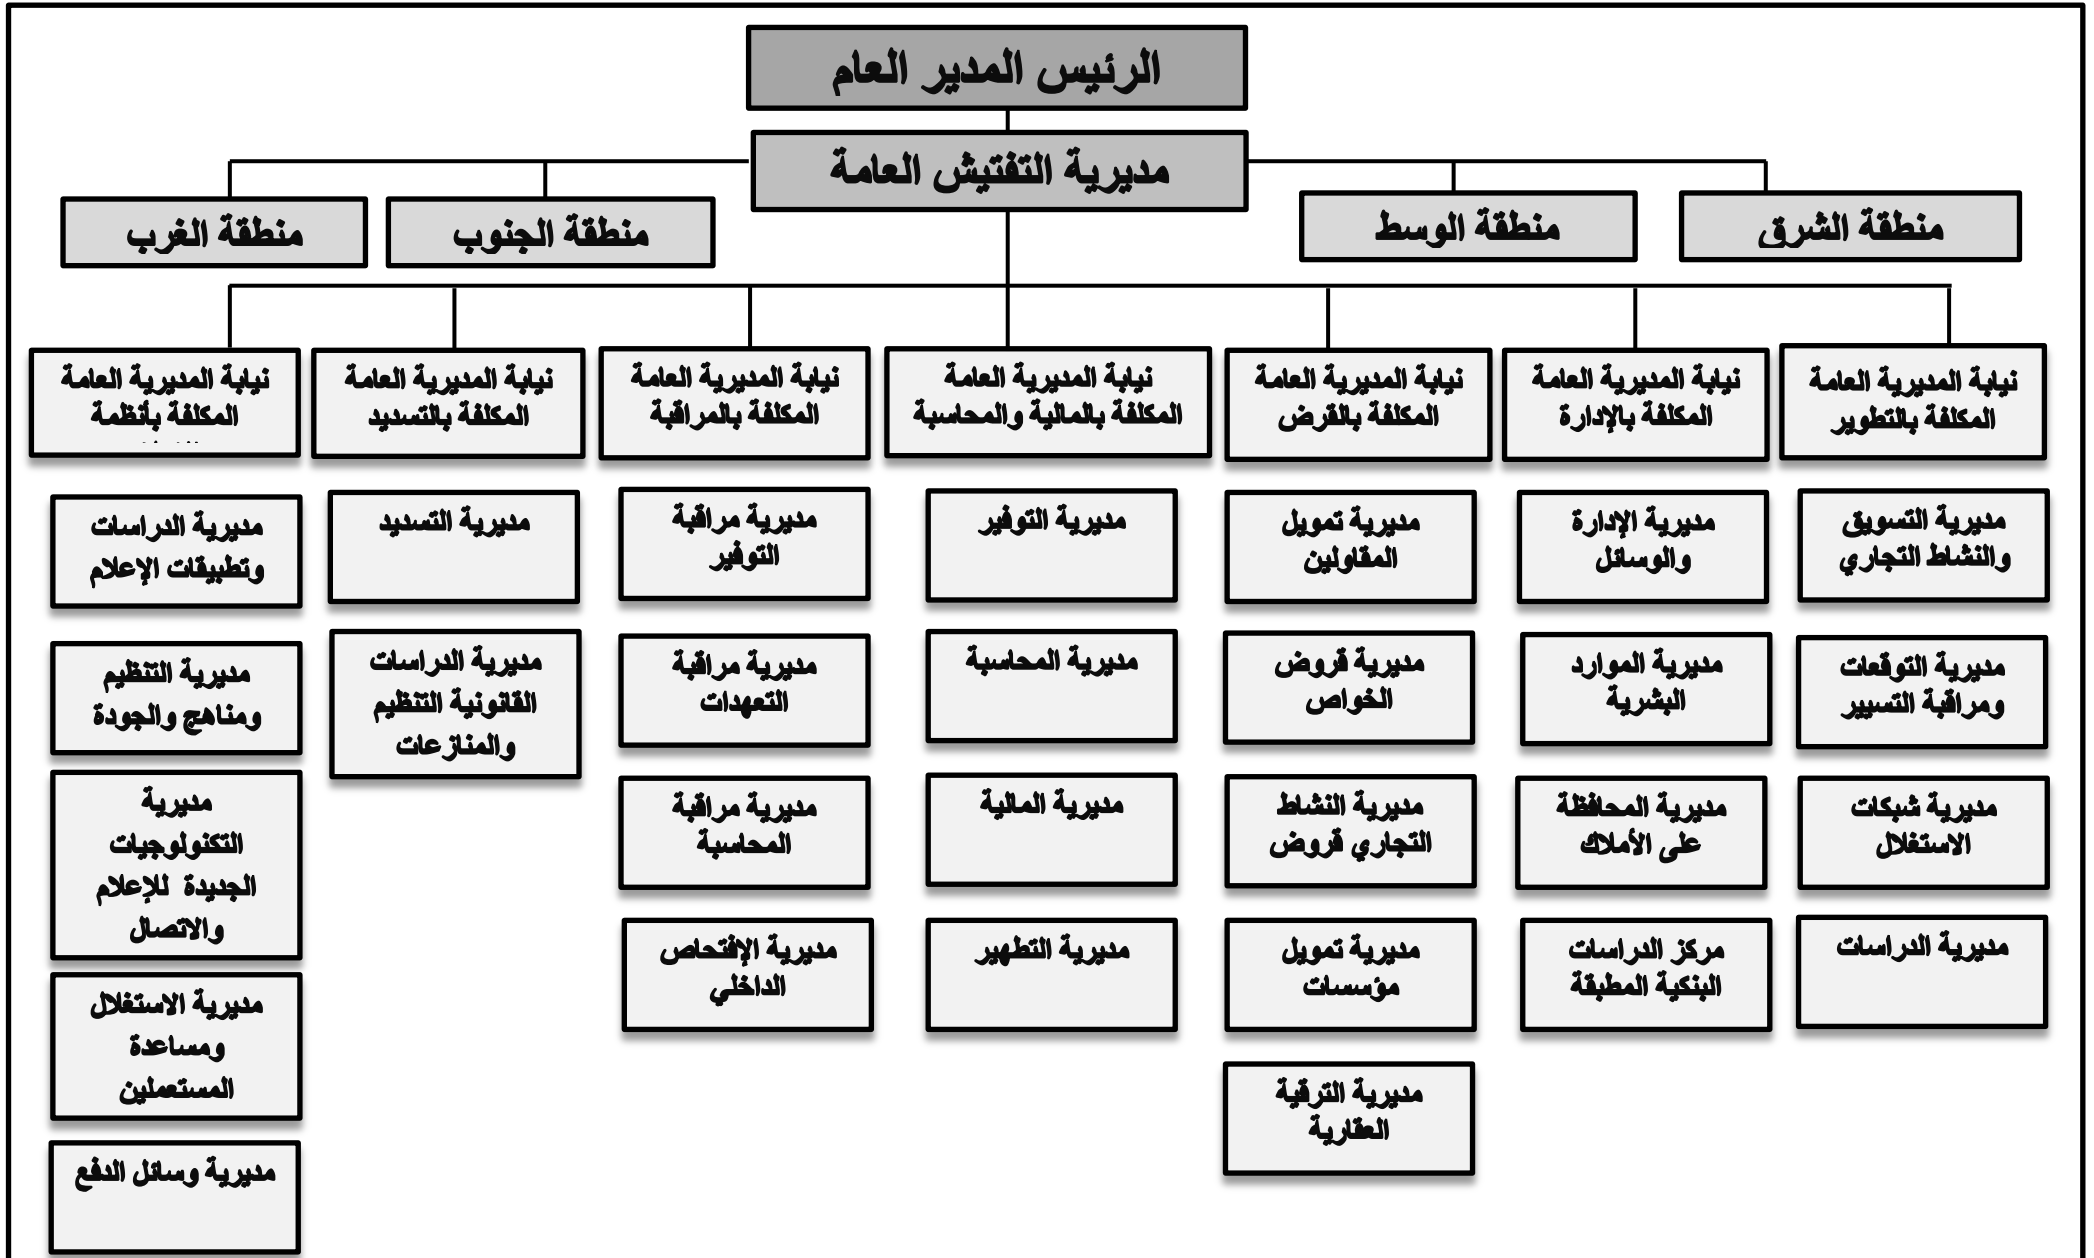 الرئيس المدير العام
مديرية التفتيش العامة
منطقة الشرق
منطقة الوسط
منطقة الجنوب
منطقة الغرب
نيابة المديرية العامة
المكلفة بالتطوير
نيابة المديرية العامة
المكلفة بالإدارة
نيابة المديرية العامة
المكلفة بالقرض
نيابة المديرية العامة
المكلفة بالمالية والمحاسبة
نيابة المديرية العامة
المكلفة بالمراقبة
نيابة المديرية العامة
المكلفة بالتسديد
نيابة المديرية العامة
المكلفة بأنظمة
مديرية التسويق
والنشاط التجاري
مديرية التوقعات
ومراقبة التسيير
مديرية شبكات
الاستغلال
مديرية الدراسات
مديرية الإدارة
والوسائل
مديرية الموارد
البشرية
مديرية المحافظة
على الأملاك
مركز الدراسات
البنكية المطبقة
مديرية تمويل
المقاولين
مديرية قروض
الخواص
مديرية النشاط
التجاري قروض
مديرية تمويل
مؤسسات
مديرية الترقية
العقارية
مديرية التوفير
مديرية المحاسبة
مديرية المالية
مديرية التطهير
مديرية مراقبة
التوفير
مديرية مراقبة
التعهدات
مديرية مراقبة
المحاسبة
مديرية الإفتحاص
الداخلي
مديرية التسديد
مديرية الدراسات
القانونية التنظيم
والمنازعات
مديرية الدراسات
وتطبيقات الإعلام
مديرية التنظيم
ومناهج والجودة
مديرية
التكنولوجيات
الجديدة للإعلام
والاتصال
مديرية الاستغلال
ومساعدة
المستعملين
مديرية وسائل الدفع